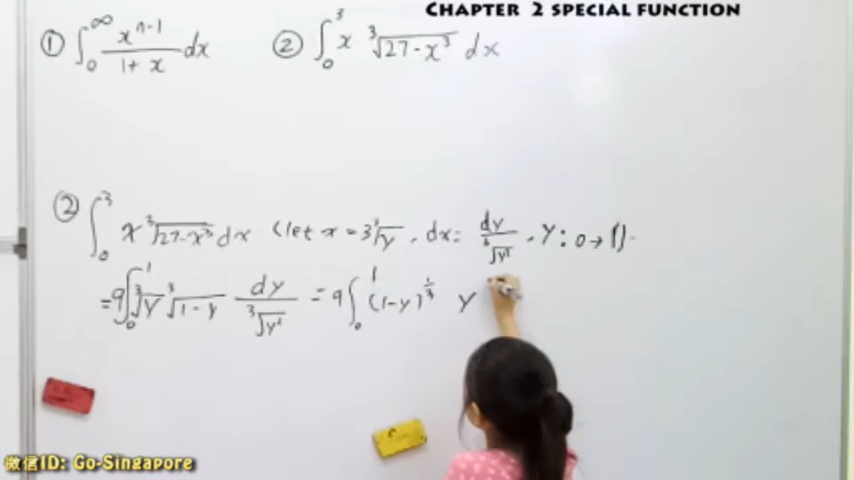 CHAPTER 2 SPECIAL FUNCTION
① ∫₀^∞ x^(n-1)/(1+x) dx ② ∫₀³ x ∛(27-x³) dx
② ∫₀³ x ∛(27-x³) dx (let x = 3∛y, dx = dy/∛y², y: 0→1).
= 9∫₀¹ ∛y ∛(1-y) dy/∛y² = 9∫₀¹ (1-y)^(1/3) y
微信ID: Go-Singapore